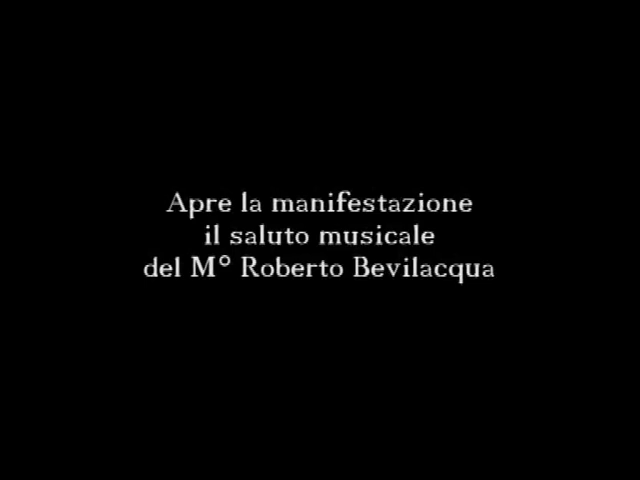 Apre la manifestazione
il saluto musicale
del M° Roberto Bevilacqua